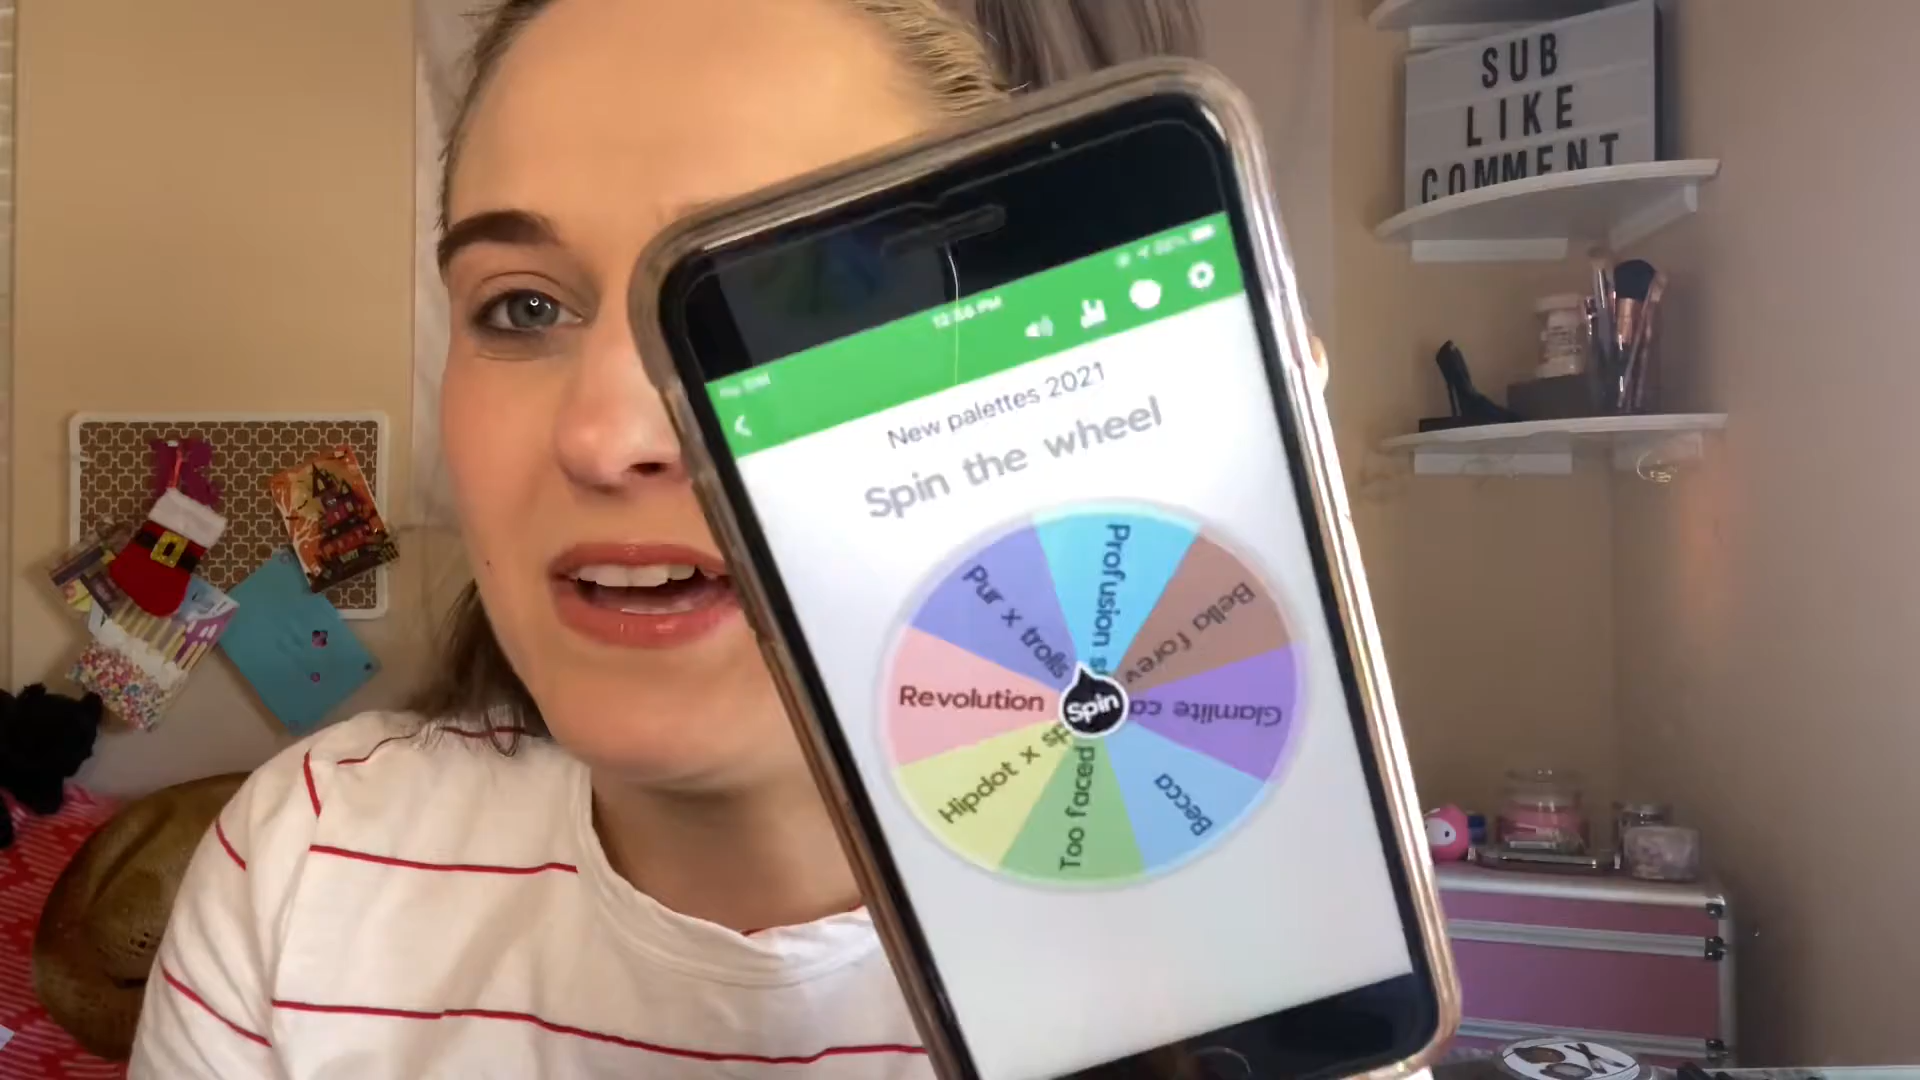 SUB
LIKE
COMMENT
12:56 PM
New palettes 2021
Spin the wheel
Profusion s
Bella forev
Glamlite co
Becca
Too faced
Hipdot x sp
Revolution
Pur x trolls
Spin